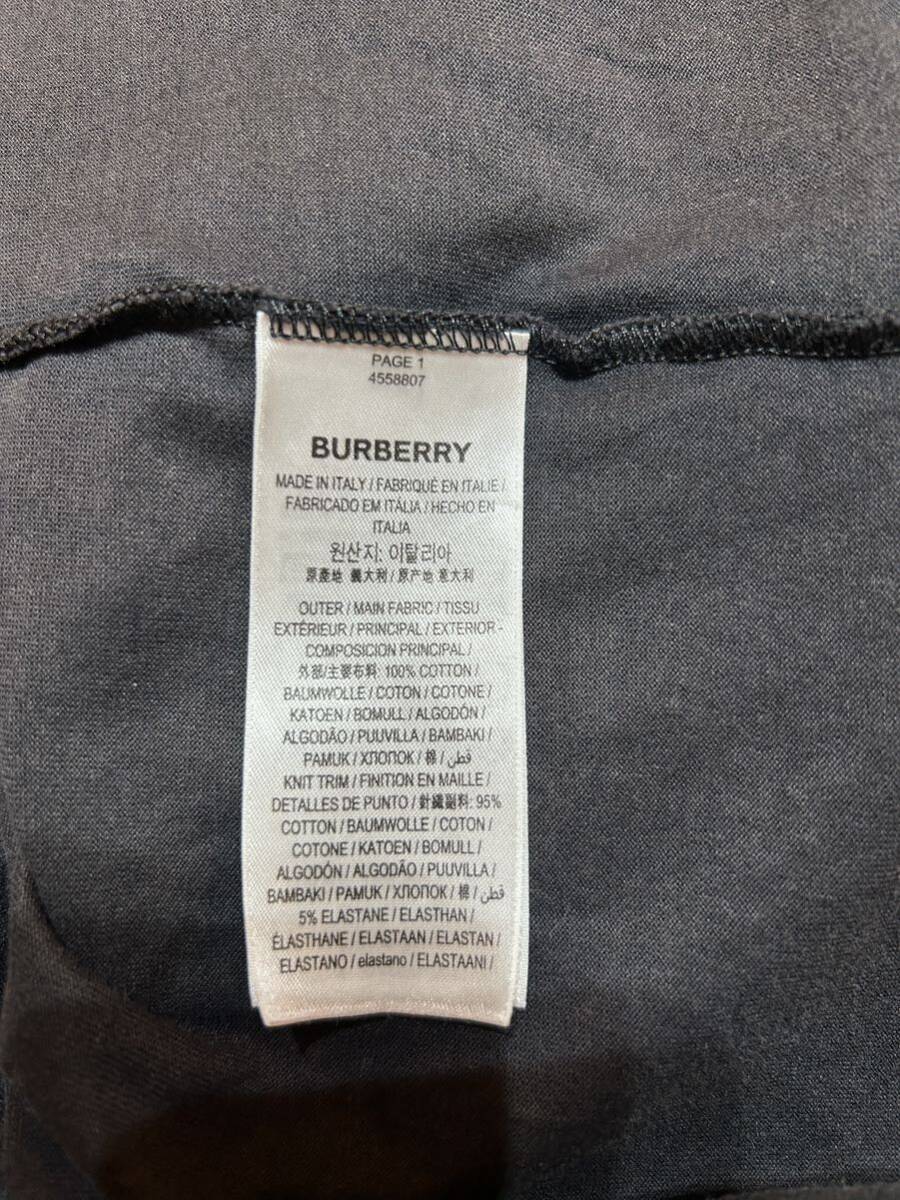 PAGE 1
4558807
BURBERRY
MADE IN ITALY / FABRIQUÉ EN ITALIE /
FABRICADO EM ITÁLIA / HECHO EN
ITALIA
원산지: 이탈리아
原產地 義大利 / 原产地 意大利
OUTER / MAIN FABRIC / TISSU
EXTÉRIEUR / PRINCIPAL / EXTERIOR -
COMPOSICION PRINCIPAL /
外部/主要布料: 100% COTTON /
BAUMWOLLE / COTON / COTONE /
KATOEN / BOMULL / ALGODÓN /
ALGODÃO / PUUVILLA / BAMBAKI /
PAMUK / ХЛОПОК / 棉 / قطن /
KNIT TRIM / FINITION EN MAILLE /
DETALLES DE PUNTO / 針織副料: 95%
COTTON / BAUMWOLLE / COTON /
COTONE / KATOEN / BOMULL /
ALGODÓN / ALGODÃO / PUUVILLA /
BAMBAKI / PAMUK / ХЛОПОК / 棉 / قطن
5% ELASTANE / ELASTHAN /
ÉLASTHANE / ELASTAAN / ELASTAN /
ELASTANO / elastano / ELASTAANI /